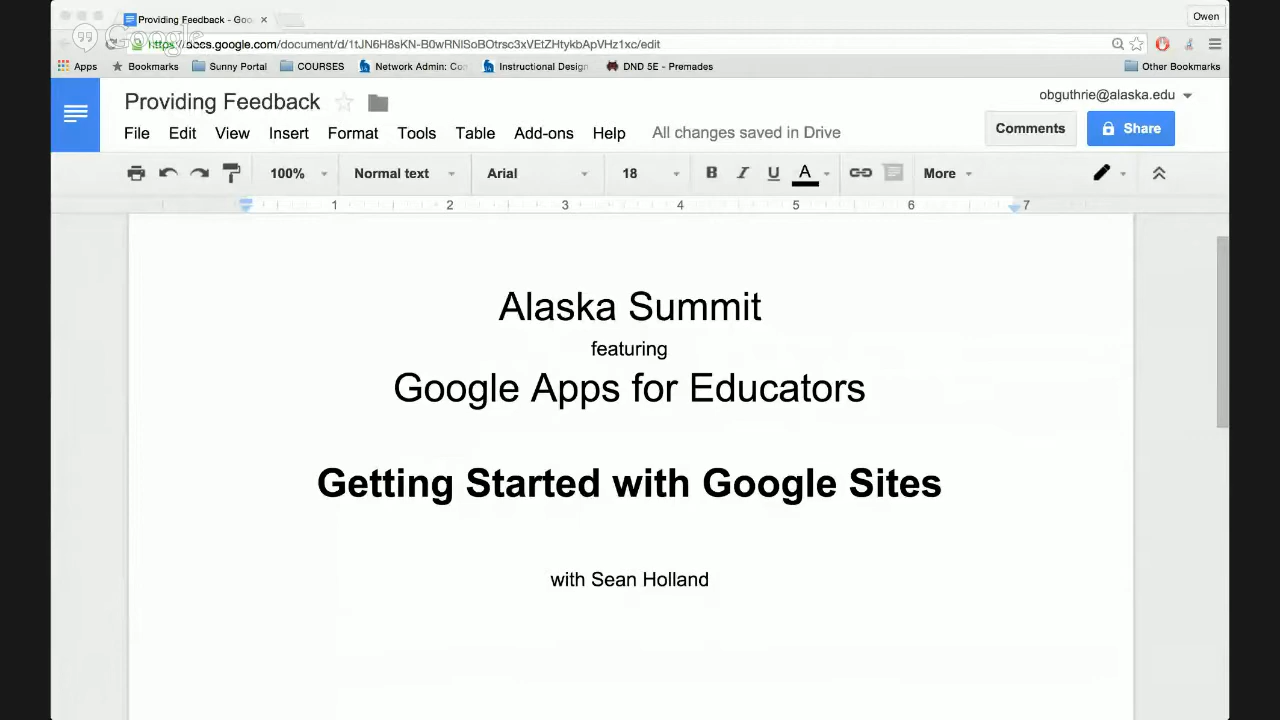 Providing Feedback - Goo
Owen
Google
https://docs.google.com/document/d/1tJN6H8sKN-B0wRNlSoBOtrsc3xVEtZHtykbApVHz1xc/edit
Apps Bookmarks Sunny Portal COURSES Network Admin: Co Instructional Design DND 5E - Premades Other Bookmarks
Providing Feedback
obguthrie@alaska.edu
File Edit View Insert Format Tools Table Add-ons Help All changes saved in Drive
Comments Share
100% Normal text Arial 18 B I U A More
1 2 3 4 5 6 7
Alaska Summit
featuring
Google Apps for Educators
Getting Started with Google Sites
with Sean Holland